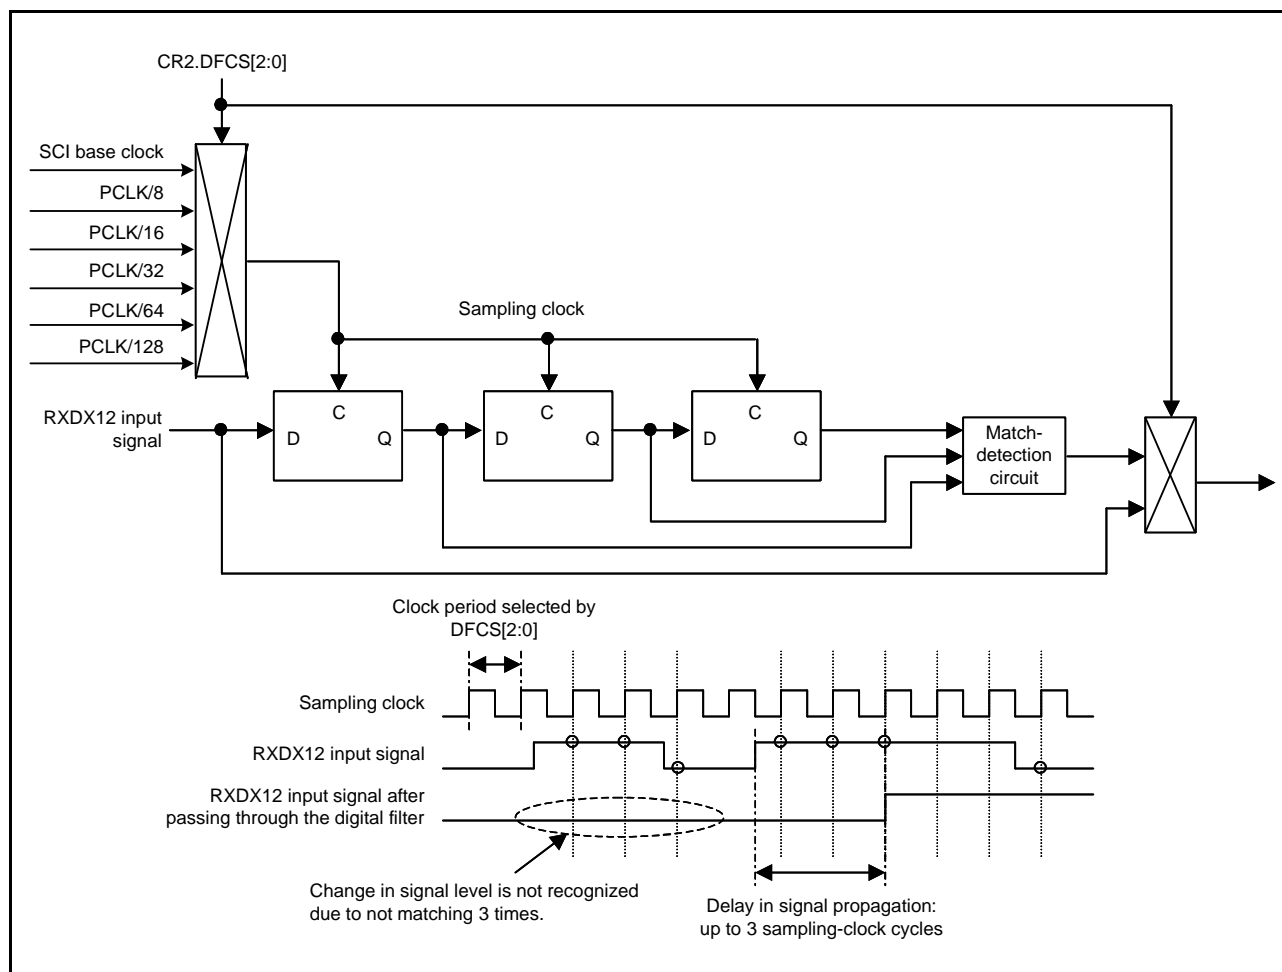 CR2.DFCS[2:0]
SCI base clock
PCLK/8
PCLK/16
PCLK/32
PCLK/64
PCLK/128
Sampling clock
RXDX12 input
signal
C
D
Q
C
D
Q
C
D
Q
Match-
detection
circuit
Clock period selected by
DFCS[2:0]
Sampling clock
RXDX12 input signal
RXDX12 input signal after
passing through the digital filter
Change in signal level is not recognized
due to not matching 3 times.
Delay in signal propagation:
up to 3 sampling-clock cycles